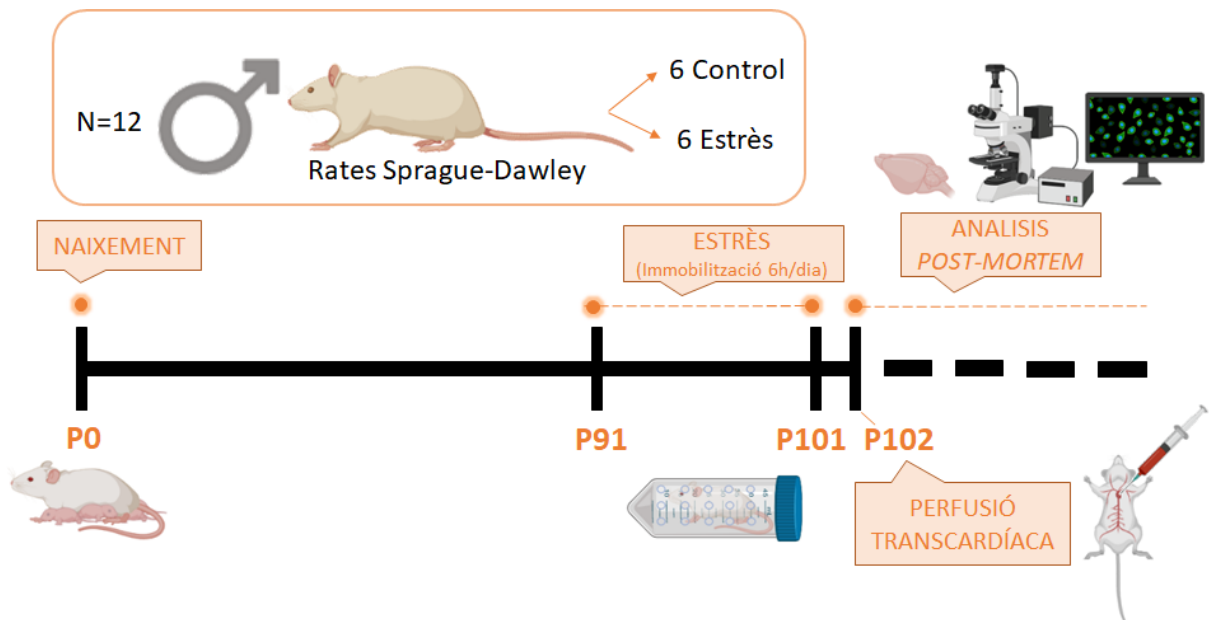 N=12
6 Control
6 Estrès
Rates Sprague-Dawley
NAIXEMENT
ESTRÈS
(Immobilització 6h/dia)
ANALISIS
POST-MORTEM
P0
P91
P101
P102
PERFUSIÓ
TRANSCARDÍACA